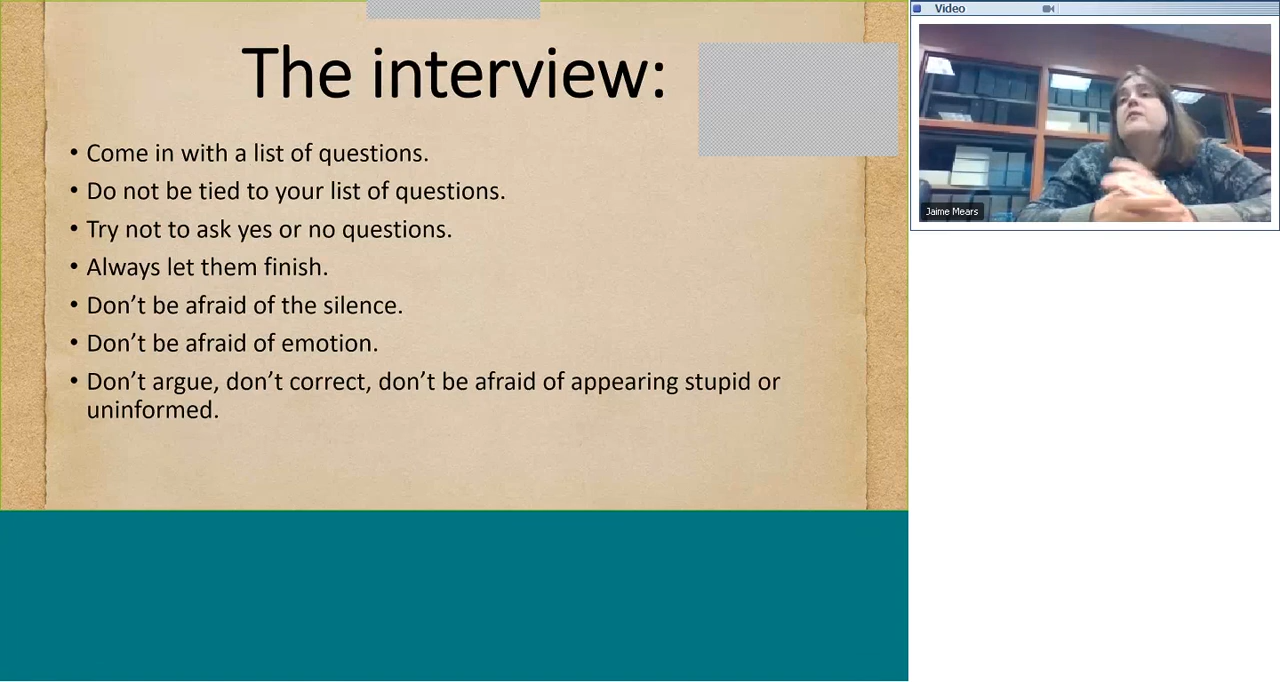 The interview:
• Come in with a list of questions.
• Do not be tied to your list of questions.
• Try not to ask yes or no questions.
• Always let them finish.
• Don’t be afraid of the silence.
• Don’t be afraid of emotion.
• Don’t argue, don’t correct, don’t be afraid of appearing stupid or
uninformed.
Video
Jaime Mears